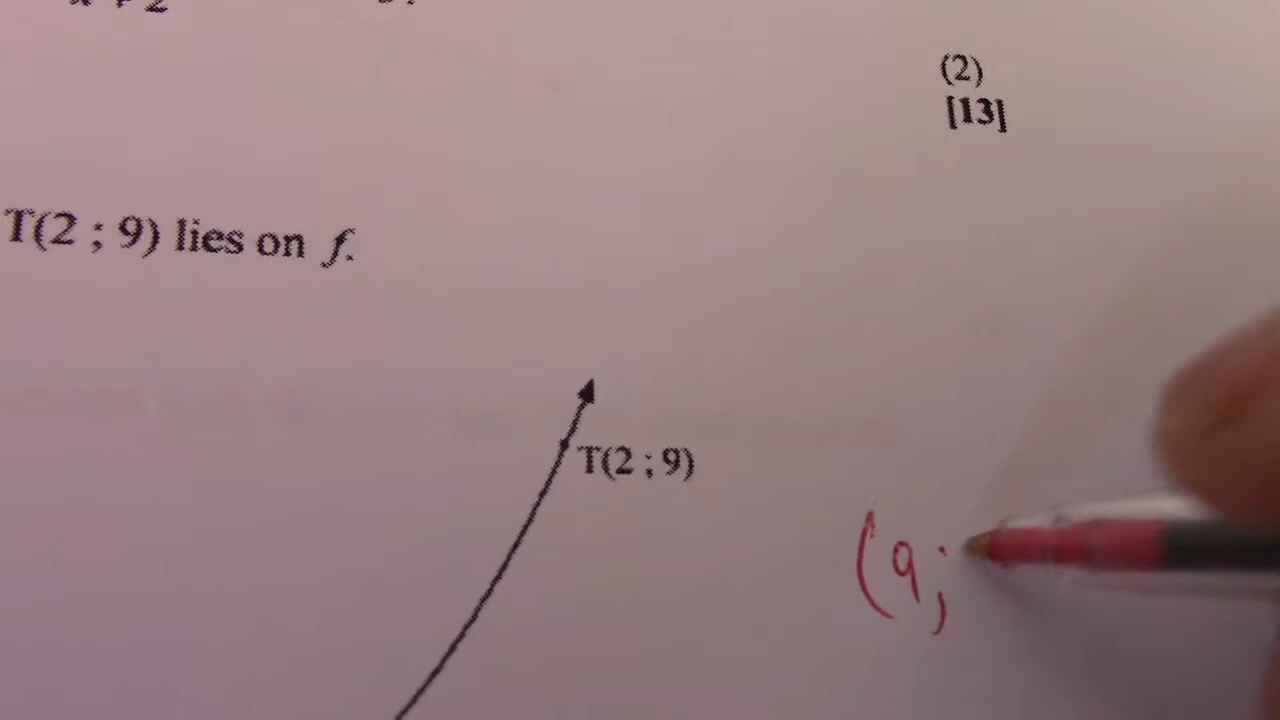 (2)
[13]
T(2 ; 9) lies on f.
T(2 ; 9)
(9;